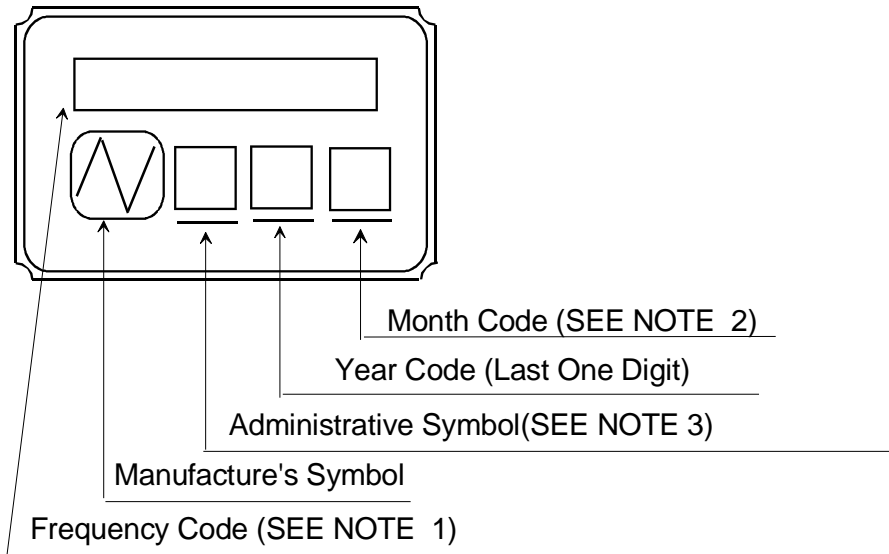 Month Code (SEE NOTE 2)
Year Code (Last One Digit)
Administrative Symbol(SEE NOTE 3)
Manufacture's Symbol
Frequency Code (SEE NOTE 1)